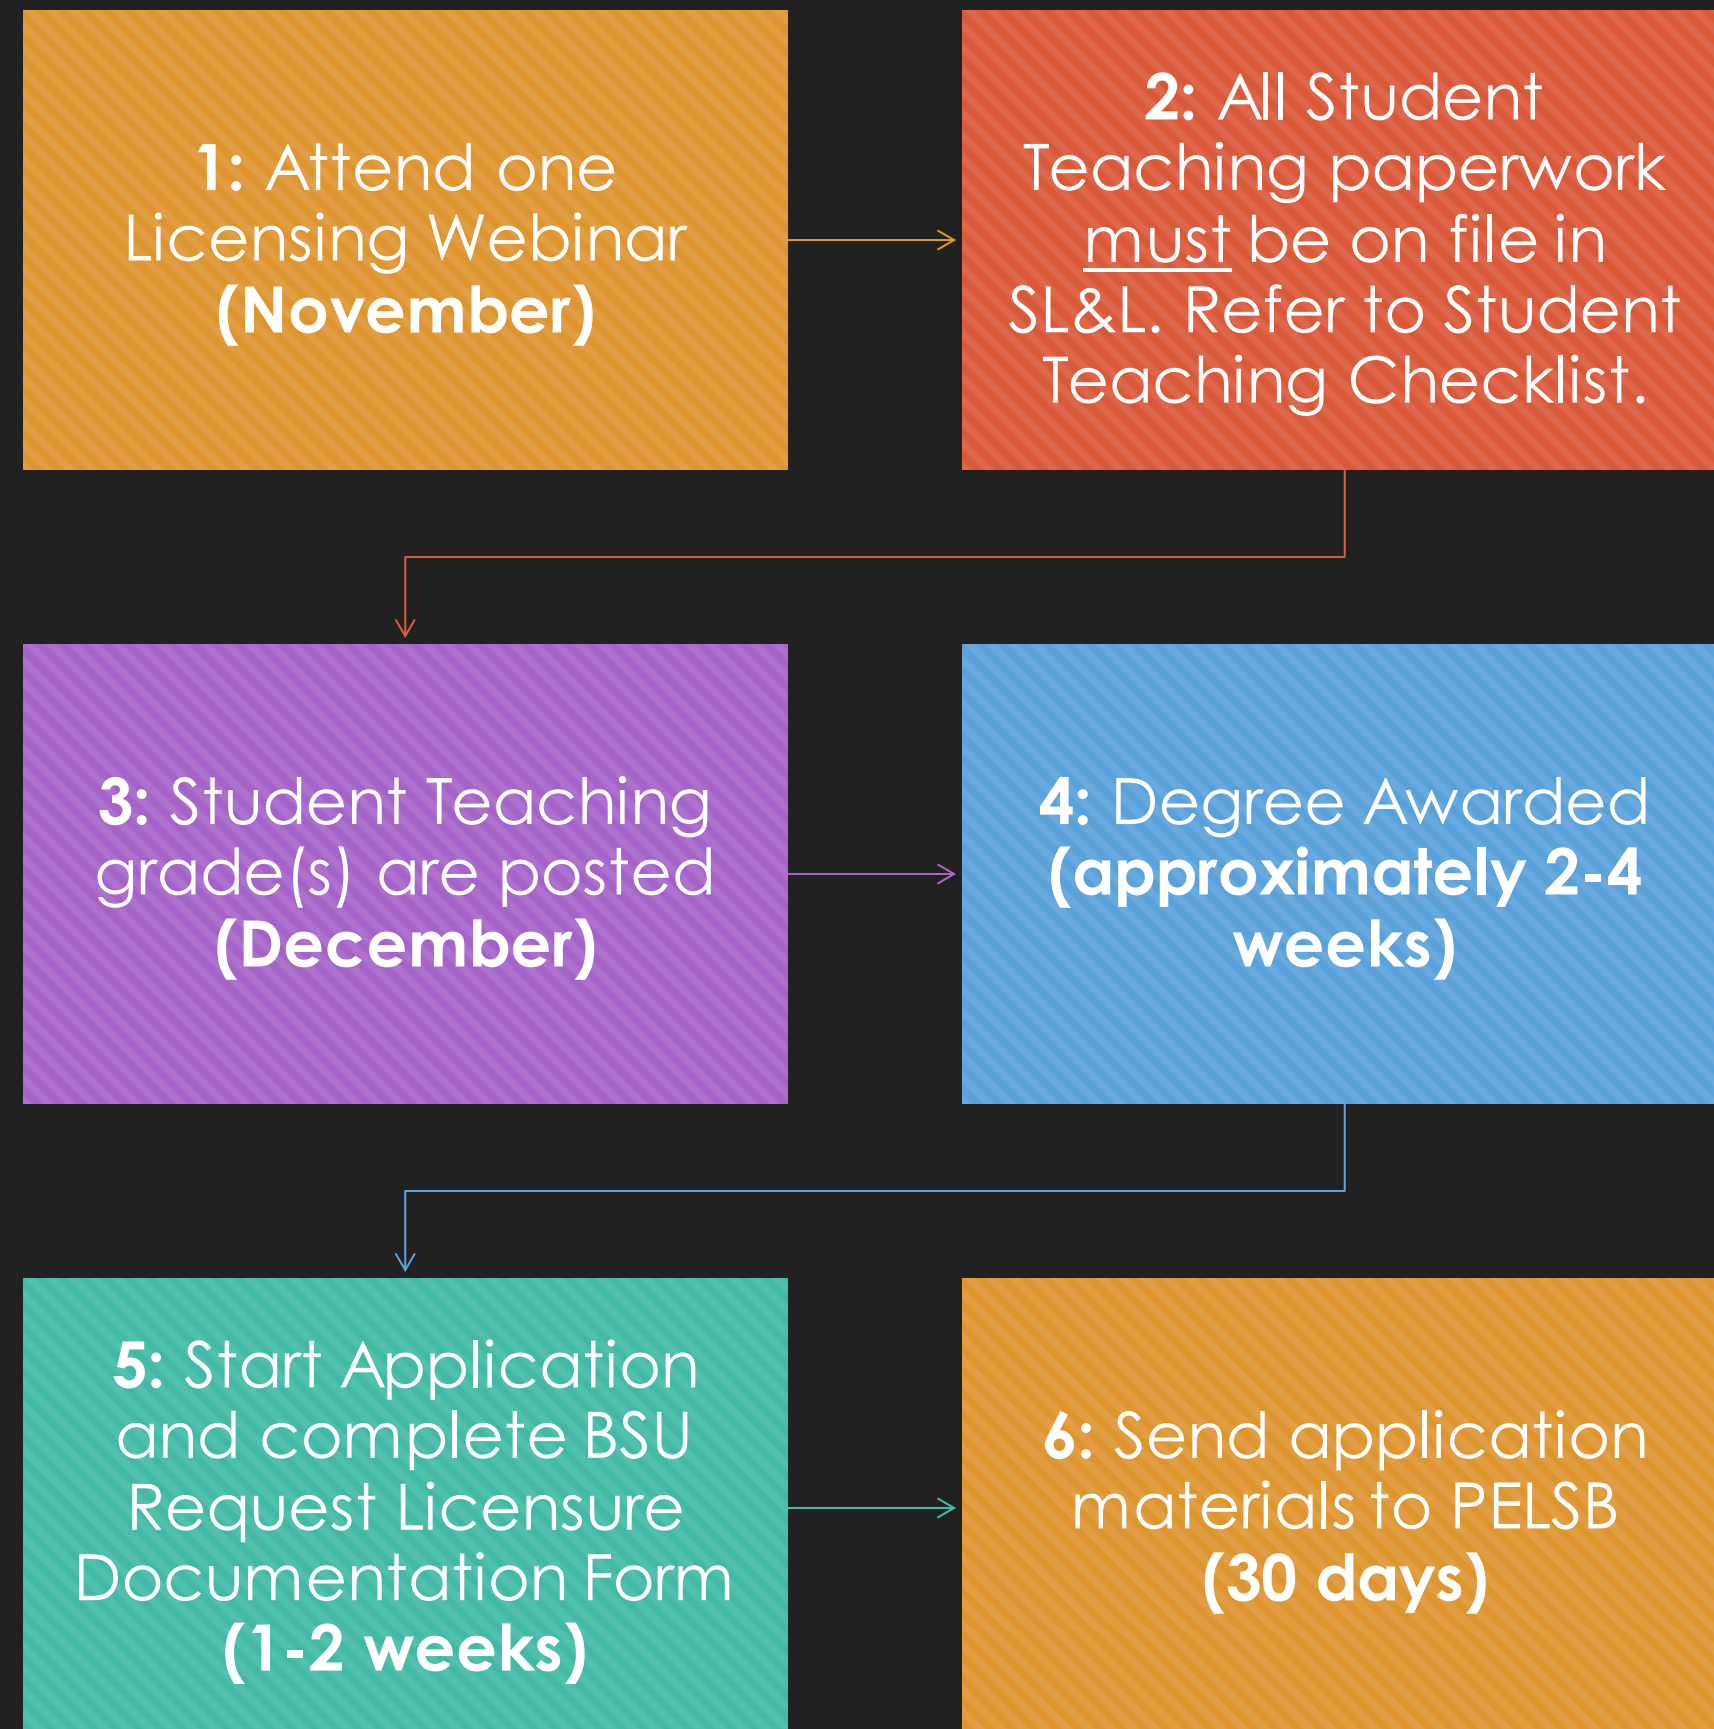 1: Attend one
Licensing Webinar
(November)
2: All Student
Teaching paperwork
must be on file in
SL&L. Refer to Student
Teaching Checklist.
3: Student Teaching
grade(s) are posted
(December)
4: Degree Awarded
(approximately 2-4
weeks)
5: Start Application
and complete BSU
Request Licensure
Documentation Form
(1-2 weeks)
6: Send application
materials to PELSB
(30 days)